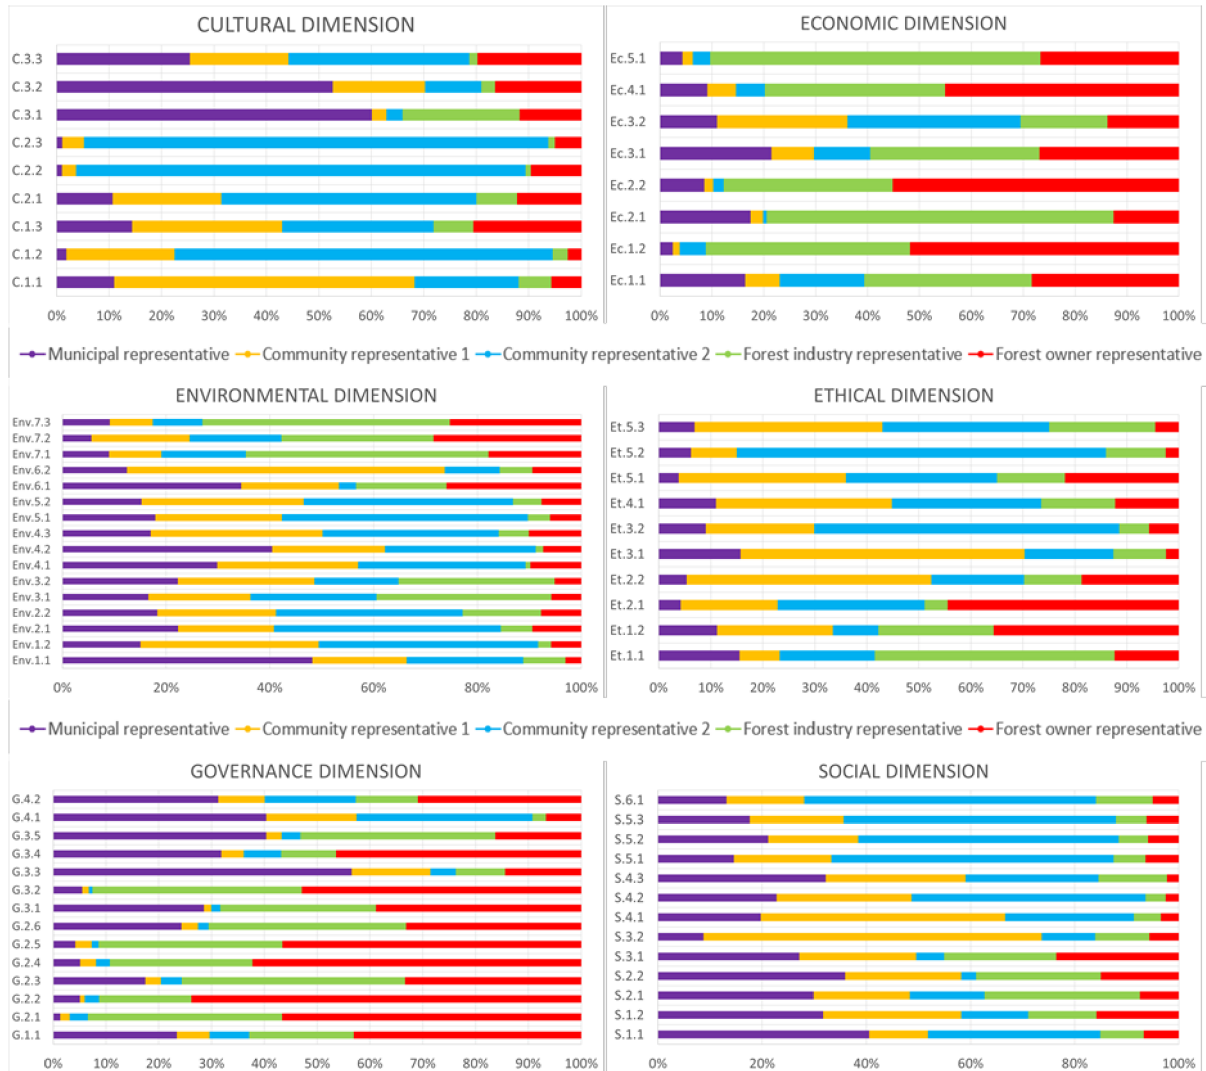 CULTURAL DIMENSION
C.3.3
C.3.2
C.3.1
C.2.3
C.2.2
C.2.1
C.1.3
C.1.2
C.1.1
0% 10% 20% 30% 40% 50% 60% 70% 80% 90% 100%
ECONOMIC DIMENSION
Ec.5.1
Ec.4.1
Ec.3.2
Ec.3.1
Ec.2.2
Ec.2.1
Ec.1.2
Ec.1.1
0% 10% 20% 30% 40% 50% 60% 70% 80% 90% 100%
Municipal representative Community representative 1 Community representative 2 Forest industry representative Forest owner representative
ENVIRONMENTAL DIMENSION
Env.7.3
Env.7.2
Env.7.1
Env.6.2
Env.6.1
Env.5.2
Env.5.1
Env.4.3
Env.4.2
Env.4.1
Env.3.2
Env.3.1
Env.2.2
Env.2.1
Env.1.2
Env.1.1
0% 20% 40% 60% 80% 100%
ETHICAL DIMENSION
Et.5.3
Et.5.2
Et.5.1
Et.4.1
Et.3.2
Et.3.1
Et.2.2
Et.2.1
Et.1.2
Et.1.1
0% 10% 20% 30% 40% 50% 60% 70% 80% 90% 100%
Municipal representative Community representative 1 Community representative 2 Forest industry representative Forest owner representative
GOVERNANCE DIMENSION
G.4.2
G.4.1
G.3.5
G.3.4
G.3.3
G.3.2
G.3.1
G.2.6
G.2.5
G.2.4
G.2.3
G.2.2
G.2.1
G.1.1
0% 10% 20% 30% 40% 50% 60% 70% 80% 90% 100%
SOCIAL DIMENSION
S.6.1
S.5.3
S.5.2
S.5.1
S.4.3
S.4.2
S.4.1
S.3.2
S.3.1
S.2.2
S.2.1
S.1.2
S.1.1
0% 20% 40% 60% 80% 100%